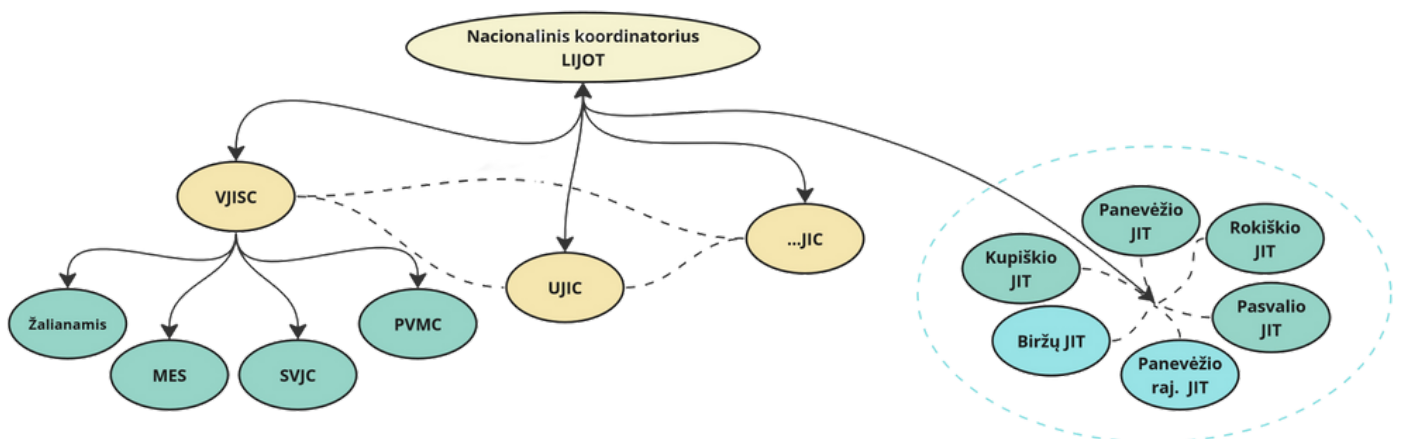 Nacionalinis koordinatorius
LIJOT
VJISC
...JIC
UJIC
Žalianamis
MES
SVJC
PVMC
Panevėžio
JIT
Rokiškio
JIT
Kupiškio
JIT
Pasvalio
JIT
Biržų JIT
Panevėžio
raj. JIT